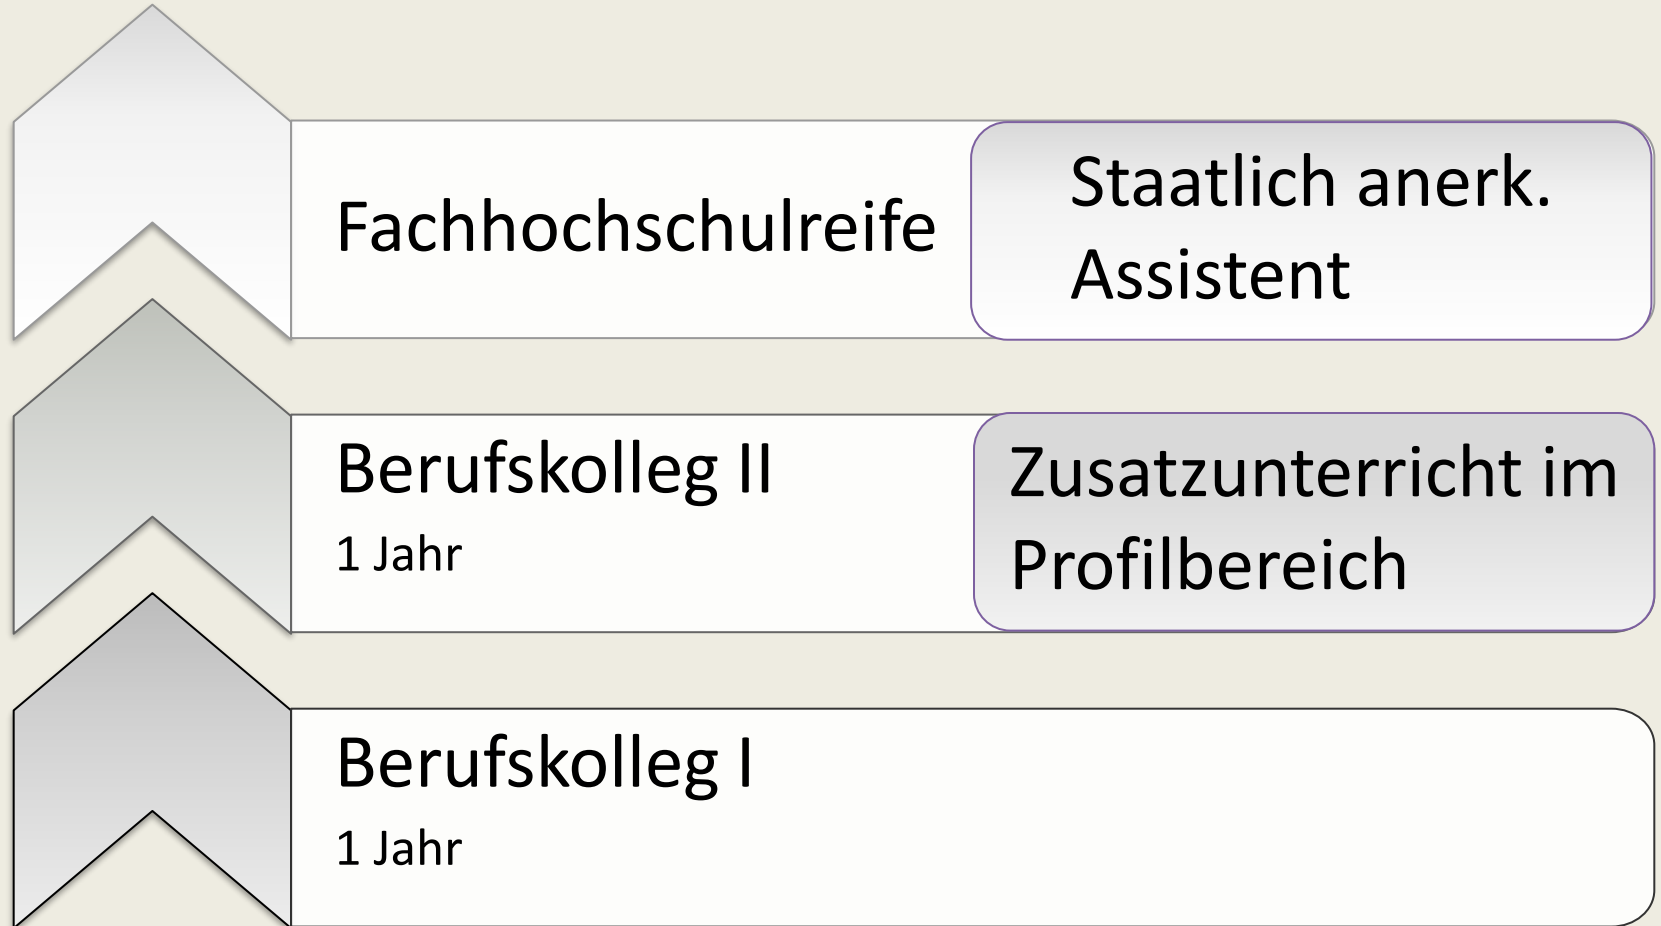 Fachhochschulreife
Staatlich anerk.
Assistent
Berufskolleg II
1 Jahr
Zusatzunterricht im
Profilbereich
Berufskolleg I
1 Jahr